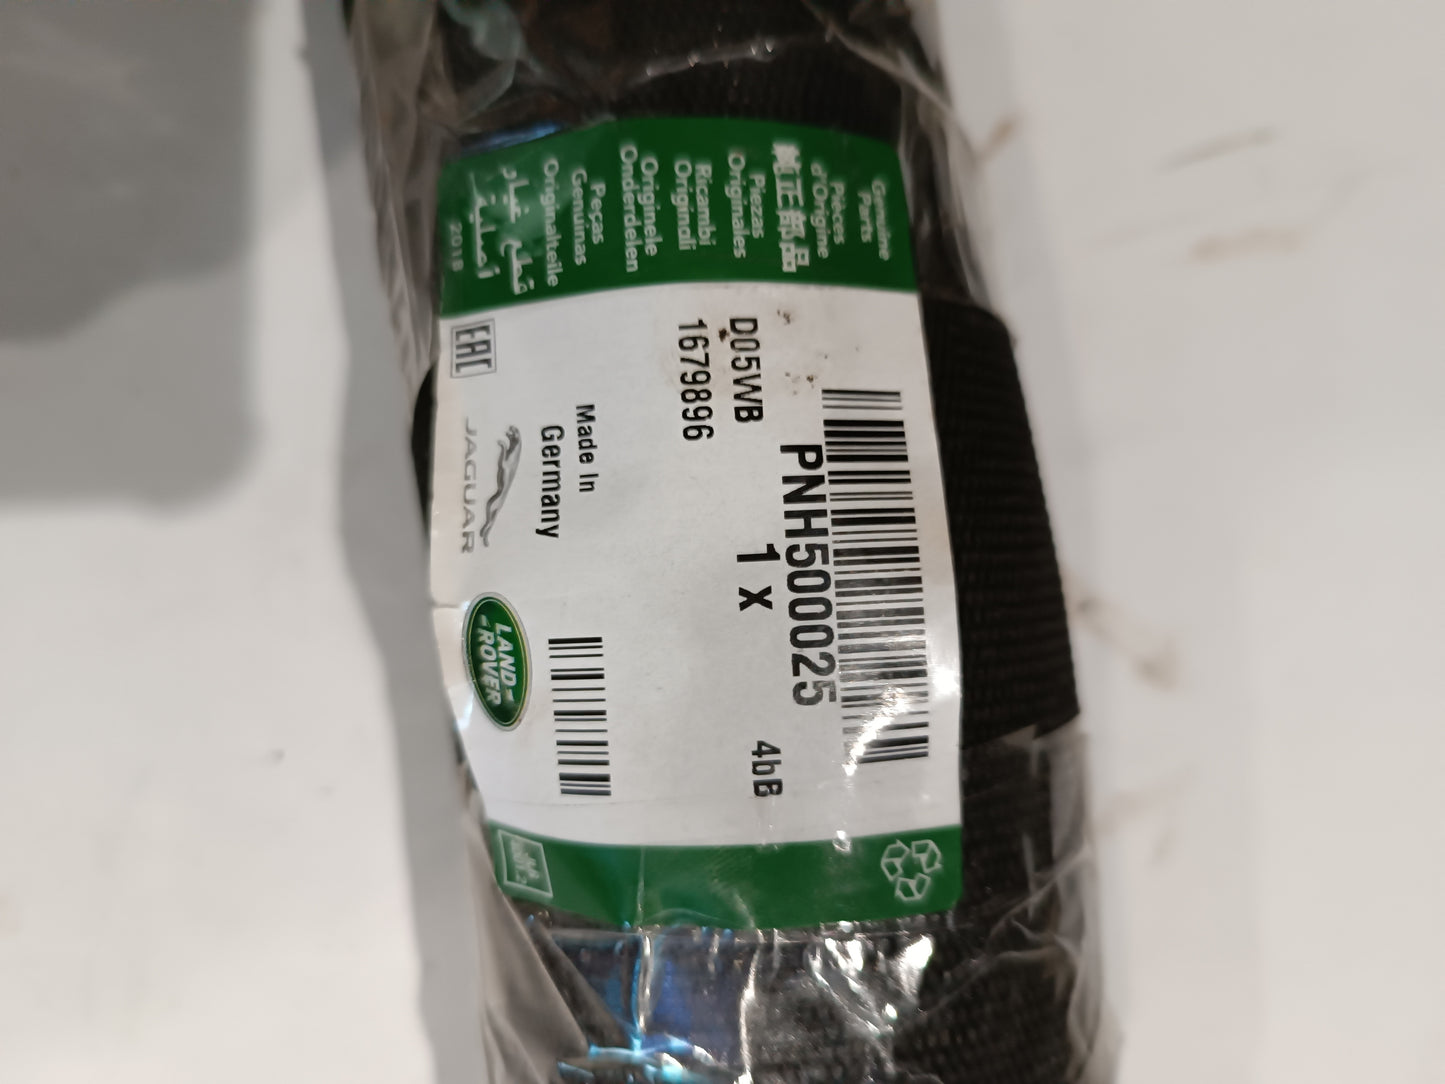 Genuine
Parts
Pièces
d'Origine
純正部品
Piezas
Originales
Ricambi
Originali
Originele
Onderdelen
Peças
Genuinas
Originalteile
قطع غيار
أصلية
2018
PNH500025
D05WB
1679896
1 x
4bB
Made In
Germany
EAC
JAGUAR
LAND
ROVER